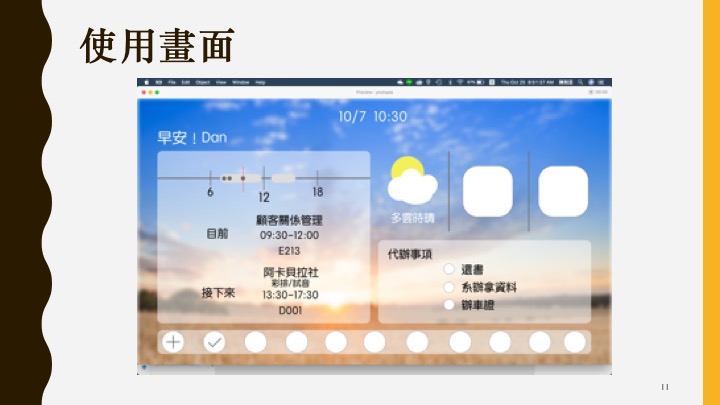 使用畫面
File Edit Object View Window Help
10/7 10:30
早安！Dan
6
12
18
目前
顧客關係管理
09:30-12:00
E213
接下來
阿卡貝拉社
彩排/試音
13:30-17:30
D001
多雲時晴
代辦事項
還書
系辦拿資料
辦車證
11